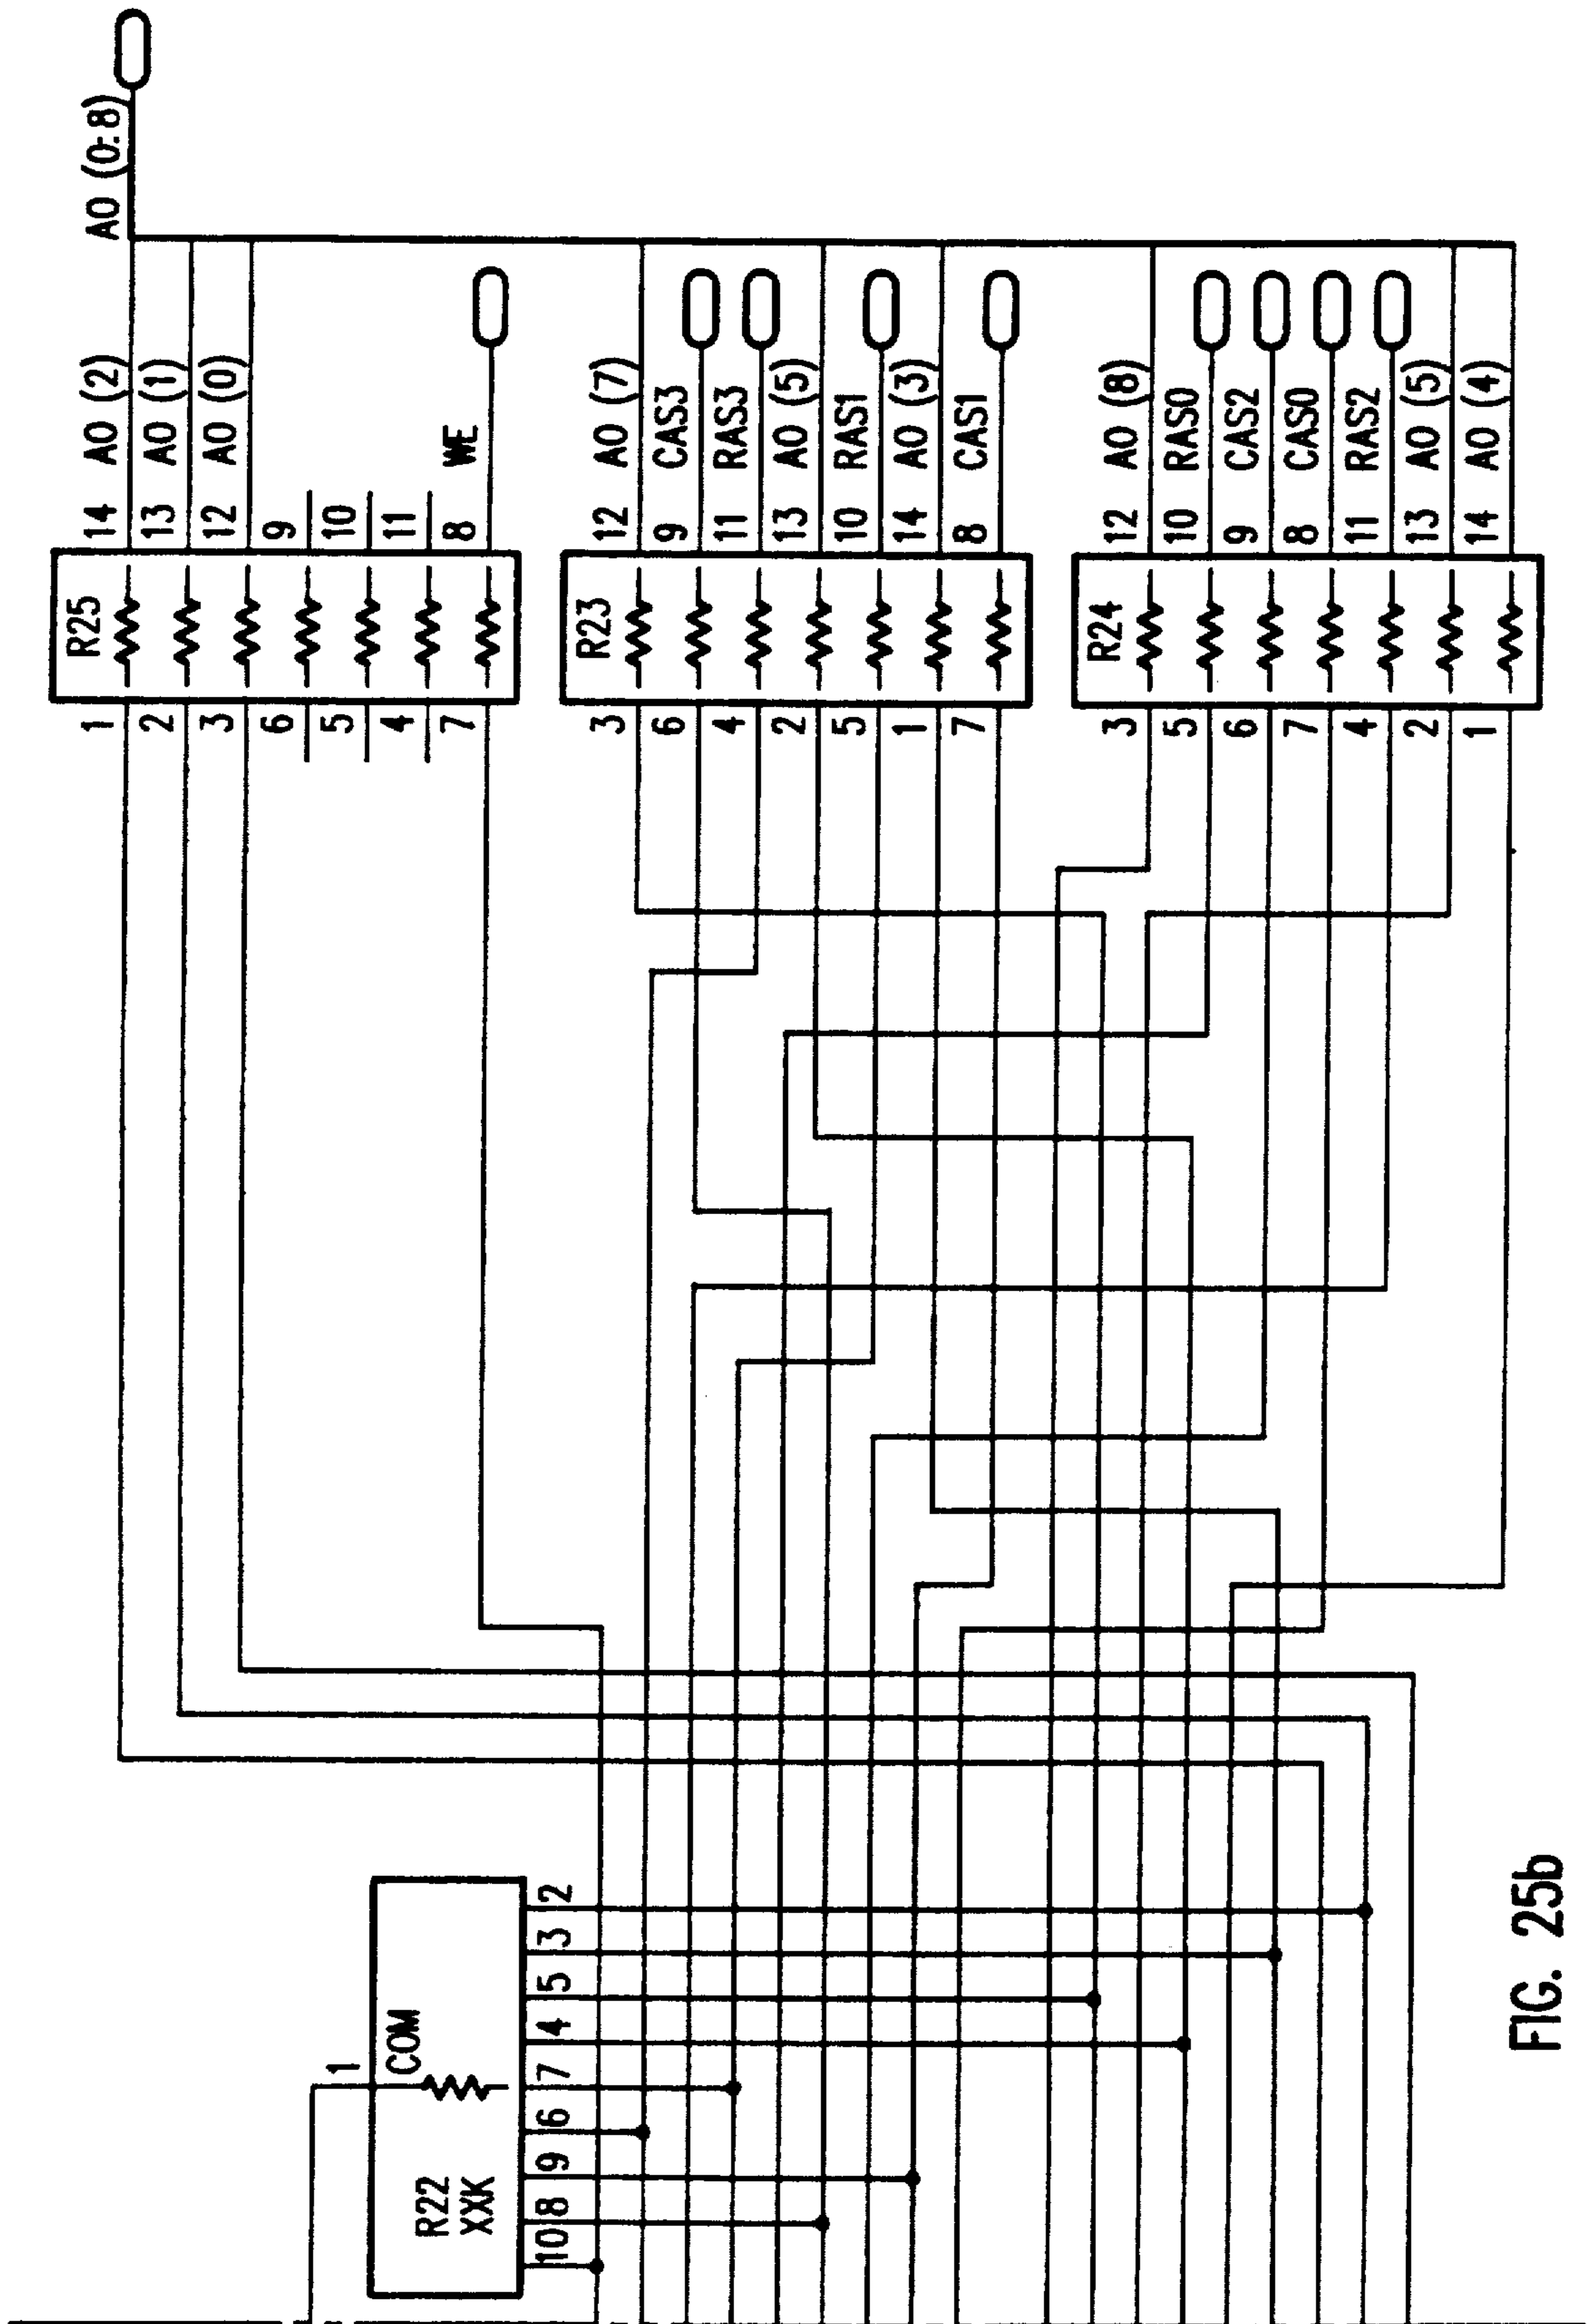 AO (0:8)
R25
1 14 AO (2)
2 13 AO (1)
3 12 AO (0)
6 9
5 10
4 11
7 8 WE
R23
3 12 AO (7)
6 9 CAS3
4 11 RAS3
2 13 AO (5)
5 10 RAS1
1 14 AO (3)
7 8 CAS1
R24
3 12 AO (8)
5 10 RAS0
6 9 CAS2
7 8 CAS0
4 11 RAS2
2 13 AO (5)
1 14 AO (4)
1
COM
R22
XXK
10 8 9 6 7 4 5 3 2
FIG. 25b